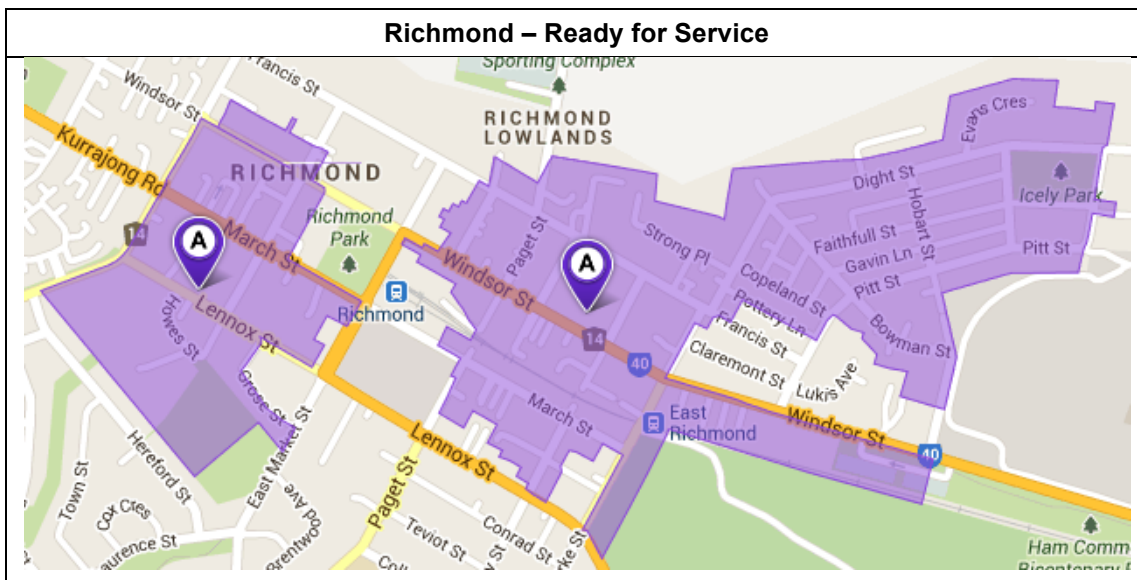 Richmond – Ready for Service
Sporting Complex
Francis St
Windsor St
RICHMOND
LOWLANDS
Evans Cres
Kurrajong Rd
RICHMOND
Dight St
Icely Park
Richmond
Park
14
A
March St
Paget St
Strong Pl
Hobart St
Faithfull St
Gavin Ln
Pitt St
Pitt St
A
Windsor St
Copeland St
Pottery Ln
Richmond
Lennox St
Howes St
14
Francis St
Bowman St
40
Claremont St
Lukis Ave
Grose St
March St
East
Richmond
Windsor St
40
Lennox St
Hereford St
East Market St
Town St
Paget St
Cox Cres
Teviot St
Conrad St
Ham Comm